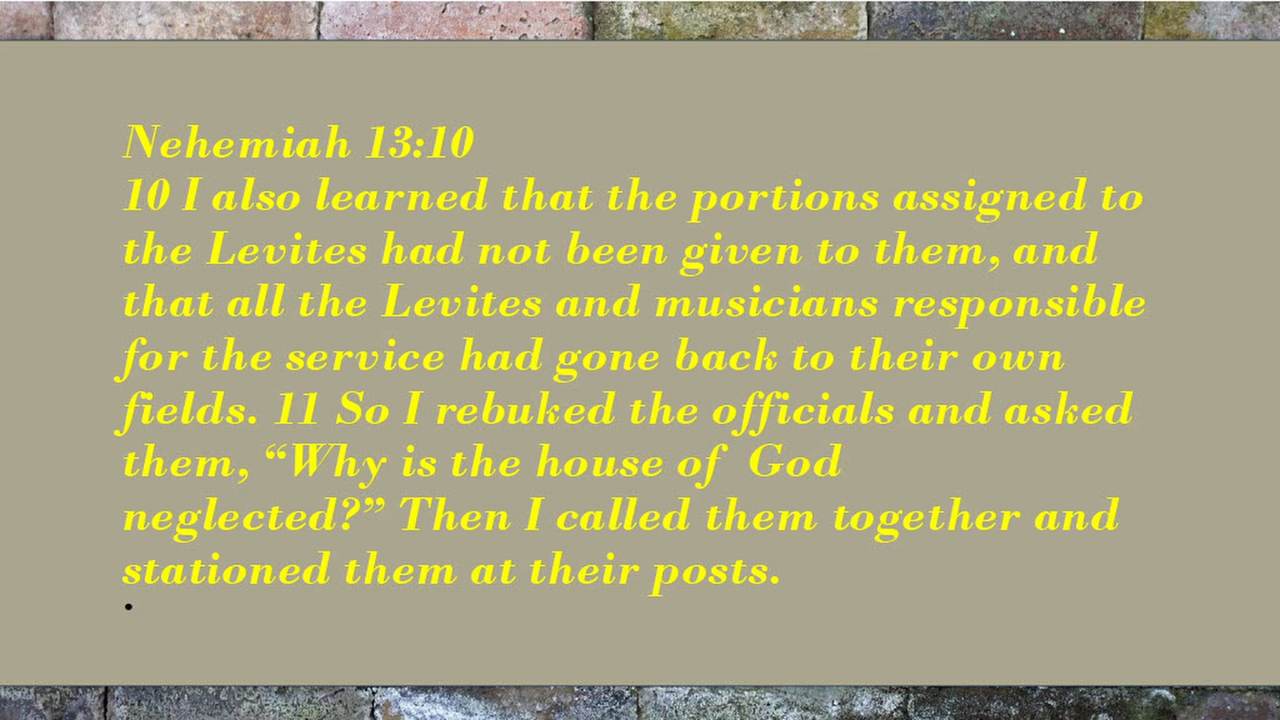 Nehemiah 13:10
10 I also learned that the portions assigned to
the Levites had not been given to them, and
that all the Levites and musicians responsible
for the service had gone back to their own
fields. 11 So I rebuked the officials and asked
them, “Why is the house of  God
neglected?” Then I called them together and
stationed them at their posts.
•